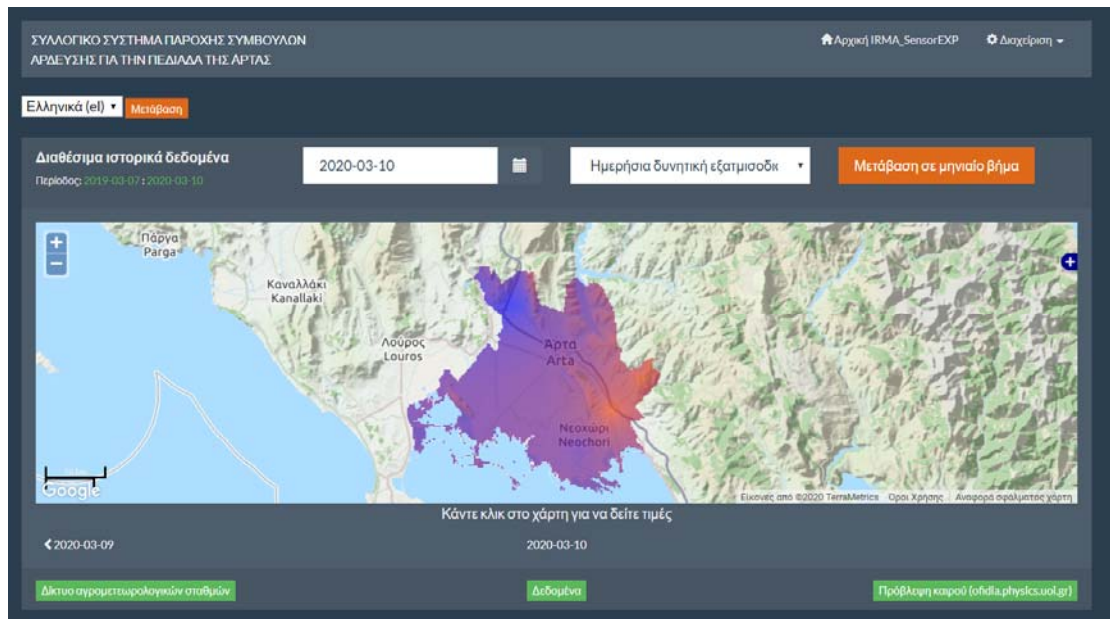 ΣΥΛΛΟΓΙΚΟ ΣΥΣΤΗΜΑ ΠΑΡΟΧΗΣ ΣΥΜΒΟΥΛΩΝ
ΑΡΔΕΥΣΗΣ ΓΙΑ ΤΗΝ ΠΕΔΙΑΔΑ ΤΗΣ ΑΡΤΑΣ
Αρχική IRMA_SensorEXP
Διαχείριση
Ελληνικά (el)
Μετάβαση
Διαθέσιμα ιστορικά δεδομένα
Περίοδος: 2019-03-07 : 2020-03-10
2020-03-10
Ημερήσια δυνητική εξατμισοδι
Μετάβαση σε μηνιαίο βήμα
+
−
Πάργα
Parga
Καναλλάκι
Kanallaki
Λούρος
Louros
Άρτα
Arta
Νεοχώρι
Neochori
+
Google
Εικόνες από ©2020 TerraMetrics
Όροι Χρήσης
Αναφορά σφάλματος χάρτη
Κάντε κλικ στο χάρτη για να δείτε τιμές
2020-03-09
2020-03-10
Δίκτυο αγρομετεωρολογικών σταθμών
Δεδομένα
Πρόβλεψη καιρού (ofidia.physics.uoi.gr)